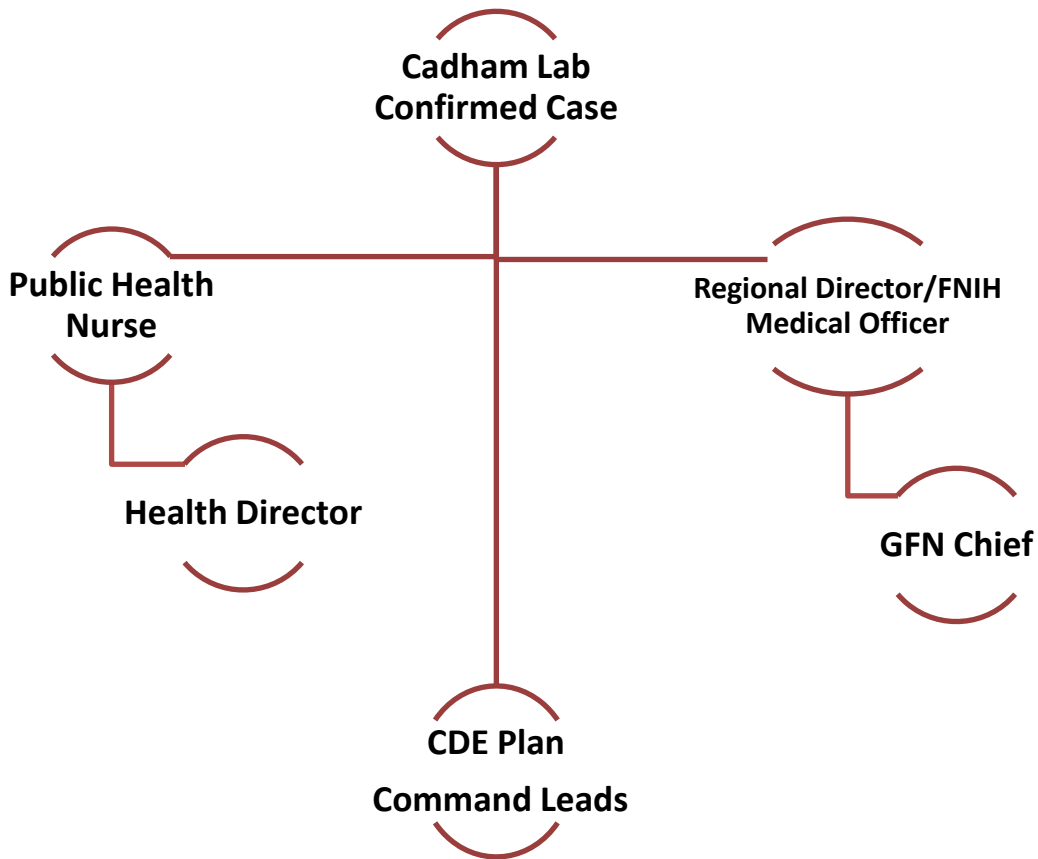 Cadham Lab
Confirmed Case
Public Health
Nurse
Regional Director/FNIH
Medical Officer
Health Director
GFN Chief
CDE Plan
Command Leads